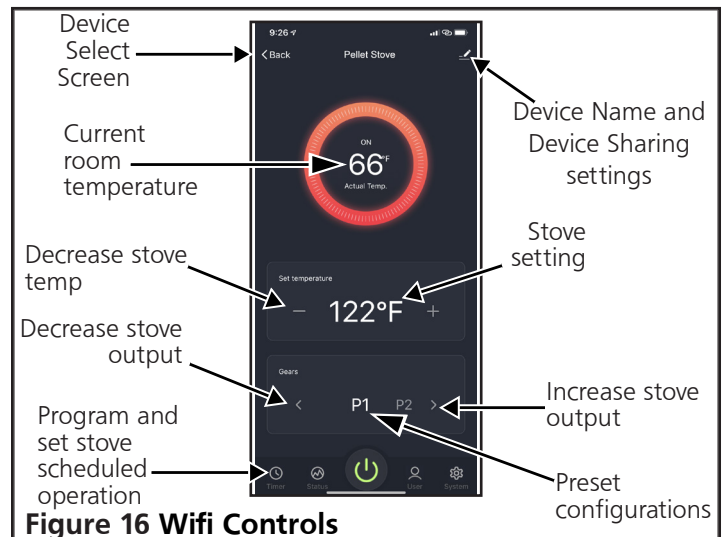 Device
Select
Screen
9:26
Back
Pellet Stove
Device Name and
Device Sharing
settings
Current
room
temperature
ON
66°F
Actual Temp.
Decrease stove
temp
Stove
setting
Set temperature
− 122°F +
Decrease stove
output
Gears
< P1 P2 >
Increase stove
output
Program and
set stove
scheduled
operation
Timer Status User System
Preset
configurations
Figure 16 Wifi Controls